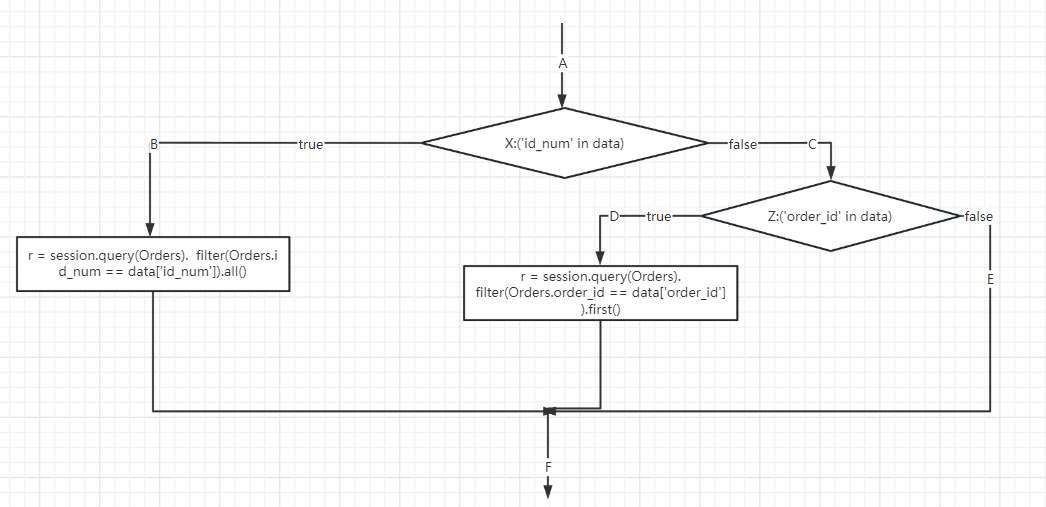 A
X:('id_num' in data)
B
true
false
C
Z:('order_id' in data)
D
true
false
r = session.query(Orders).  filter(Orders.i
d_num == data['id_num']).all()
r = session.query(Orders).
filter(Orders.order_id == data['order_id']
).first()
E
F